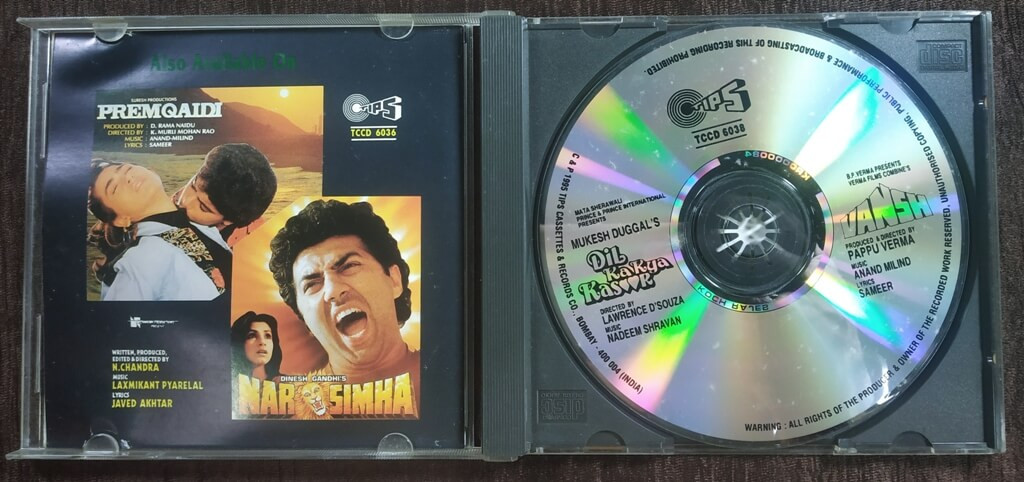 Also Available On
SURESH PRODUCTIONS
PREMQAIDI
PRODUCED BY : D. RAMA NAIDU
DIRECTED BY : K. MURLI MOHAN RAO
MUSIC : ANAND-MILIND
LYRICS : SAMEER
TIPS
TCCD 6036
WRITTEN, PRODUCED,
EDITED & DIRECTED BY
N.CHANDRA
MUSIC
LAXMIKANT PYARELAL
LYRICS
JAVED AKHTAR
DINESH GANDHI'S
NARSIMHA
TIPS
TCCD 6038
MATA SHERAWALI
PRINCE & PRINCE INTERNATIONAL
PRESENTS
MUKESH DUGGAL'S
Dil
Ka Kya
Kasoor
DIRECTED BY
LAWRENCE D'SOUZA
MUSIC
NADEEM SHRAVAN
B.P. VERMA PRESENTS
VERMA FILMS COMBINE'S
VANSH
PRODUCED & DIRECTED BY
PAPPU VERMA
MUSIC
ANAND MILIND
LYRICS
SAMEER
C & P 1995 TIPS CASSETTES & RECORDS CO., BOMBAY - 400 004 (INDIA)
WARNING : ALL RIGHTS OF THE PRODUCER & OWNER OF THE RECORDED WORK RESERVED. UNAUTHORISED COPYING, PUBLIC PERFORMANCE & BROADCASTING OF THIS RECORDING PROHIBITED.
disc
disc